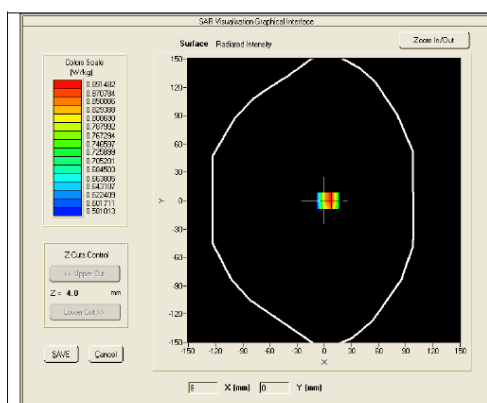 SAR Visualisation Graphical Interface
Surface Radiated Intensity
Zoom In/Out
Colors Scale
(W/kg)
0.891482
0.870784
0.850086
0.829388
0.808690
0.787992
0.767294
0.746597
0.725899
0.705201
0.684503
0.663805
0.643107
0.622409
0.601711
0.581013
Z Cuts Control
<< Upper Cut
Z = 4.0 mm
Lower Cut >>
SAVE
Cancel
150
120
90
60
30
0
-30
-60
-90
-120
-150
Y
-150 -120 -90 -60 -30 0 30 60 90 120 150
X
8 X (mm) 0 Y (mm)